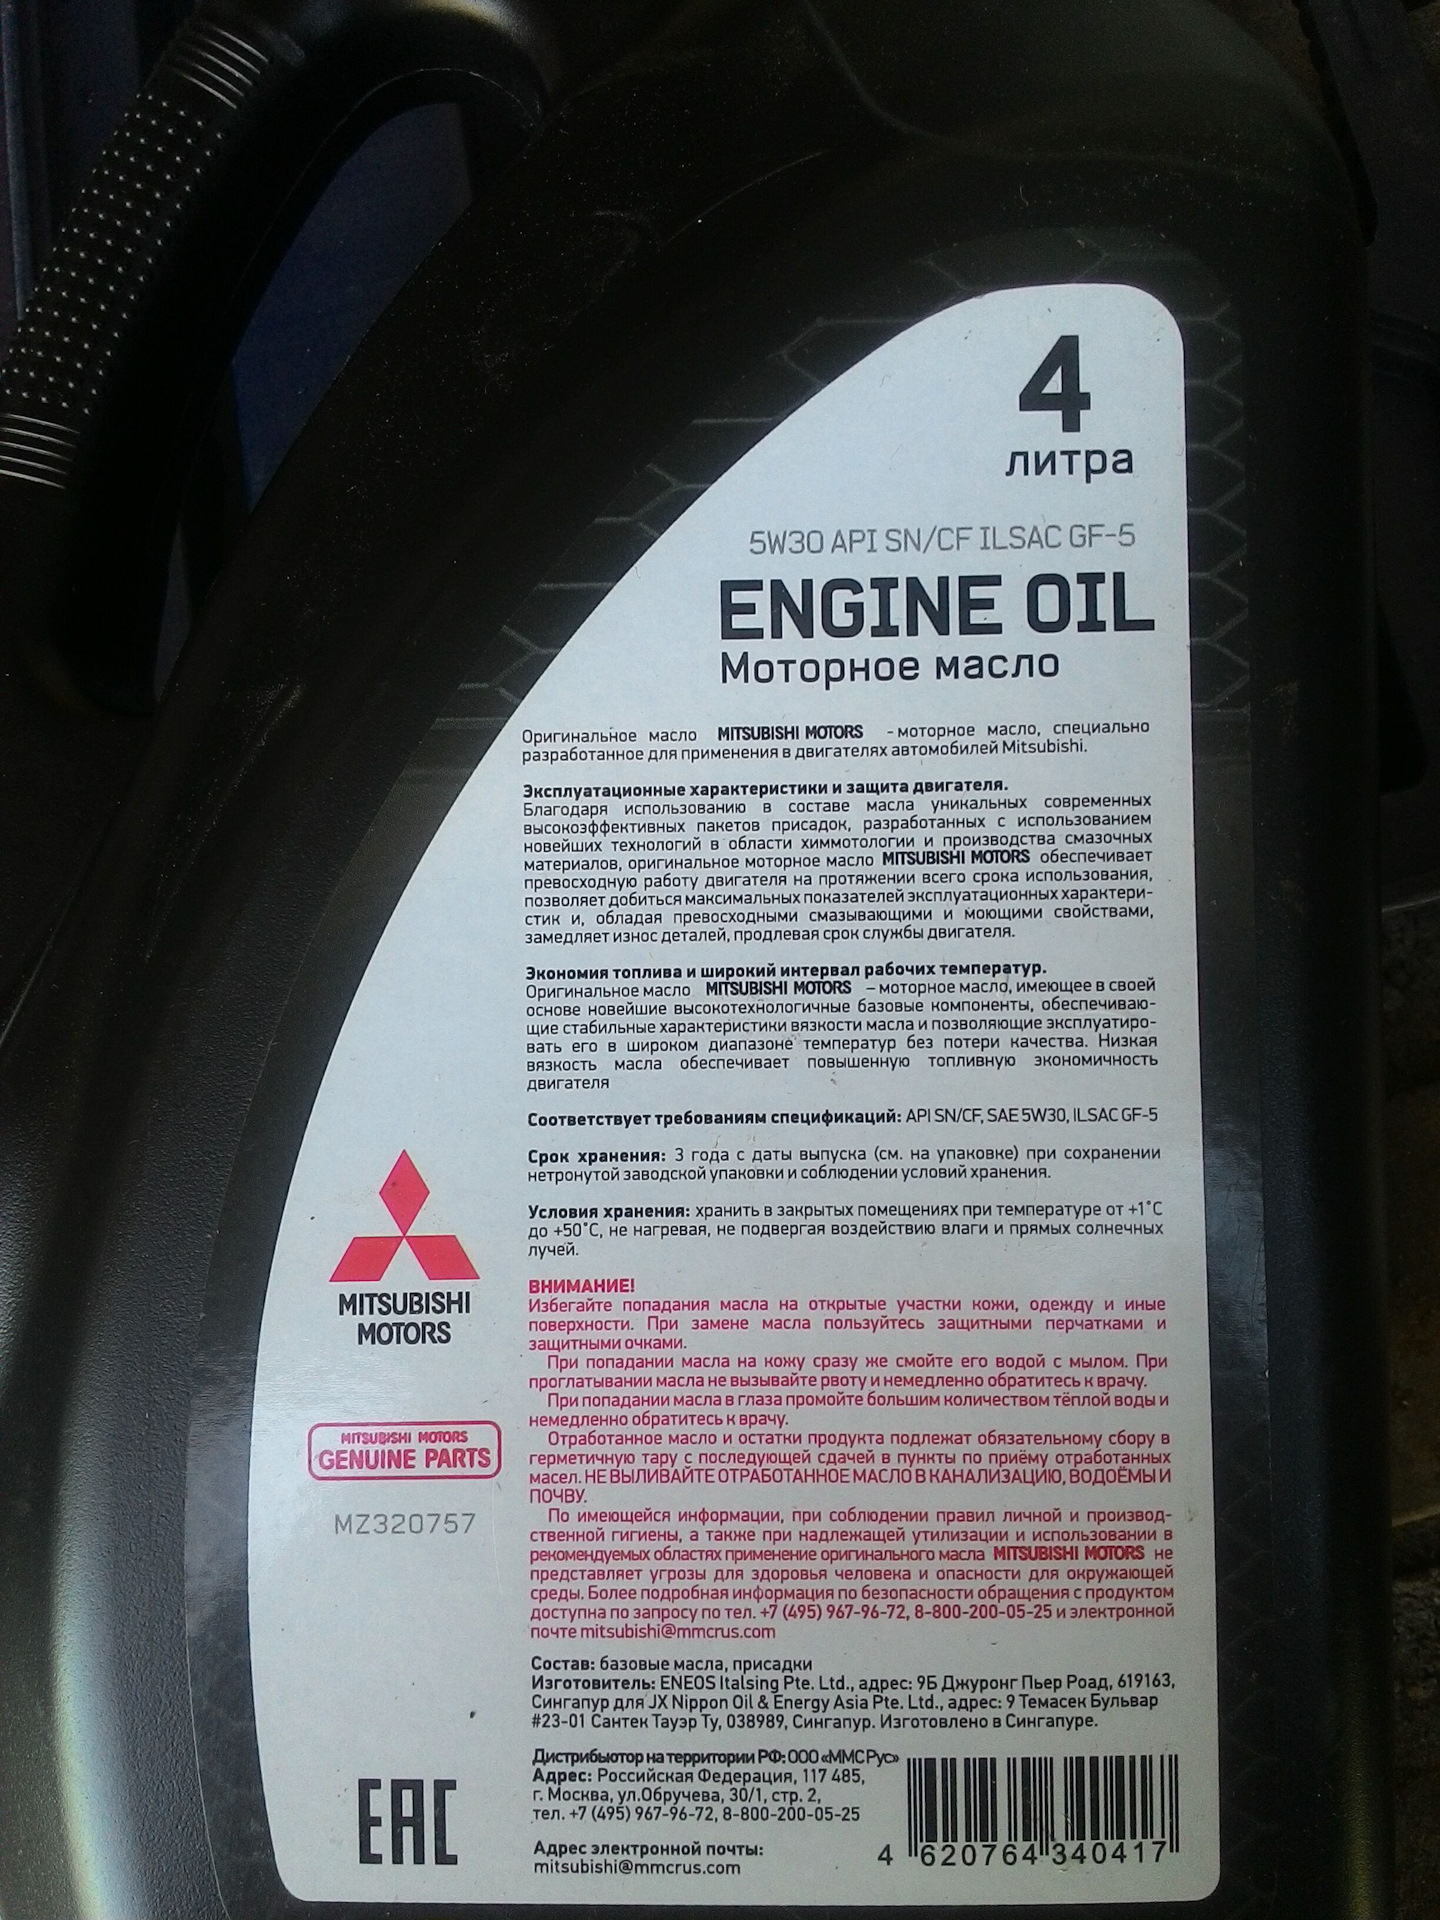 4
литра
5W30 API SN/CF ILSAC GF-5
ENGINE OIL
Моторное масло
Оригинальное масло MITSUBISHI MOTORS - моторное масло, специально
разработанное для применения в двигателях автомобилей Mitsubishi.
Эксплуатационные характеристики и защита двигателя.
Благодаря использованию в составе масла уникальных современных
высокоэффективных пакетов присадок, разработанных с использованием
новейших технологий в области химмотологии и производства смазочных
материалов, оригинальное моторное масло MITSUBISHI MOTORS обеспечивает
превосходную работу двигателя на протяжении всего срока использования,
позволяет добиться максимальных показателей эксплуатационных характери-
стик и, обладая превосходными смазывающими и моющими свойствами,
замедляет износ деталей, продлевая срок службы двигателя.
Экономия топлива и широкий интервал рабочих температур.
Оригинальное масло MITSUBISHI MOTORS – моторное масло, имеющее в своей
основе новейшие высокотехнологичные базовые компоненты, обеспечиваю-
щие стабильные характеристики вязкости масла и позволяющие эксплуатиро-
вать его в широком диапазоне температур без потери качества. Низкая
вязкость масла обеспечивает повышенную топливную экономичность
двигателя
Соответствует требованиям спецификаций: API SN/CF, SAE 5W30, ILSAC GF-5
Срок хранения: 3 года с даты выпуска (см. на упаковке) при сохранении
нетронутой заводской упаковки и соблюдении условий хранения.
Условия хранения: хранить в закрытых помещениях при температуре от +1˚C
до +50˚C, не нагревая, не подвергая воздействию влаги и прямых солнечных
лучей.
ВНИМАНИЕ!
Избегайте попадания масла на открытые участки кожи, одежду и иные
поверхности. При замене масла пользуйтесь защитными перчатками и
защитными очками.
При попадании масла на кожу сразу же смойте его водой с мылом. При
проглатывании масла не вызывайте рвоту и немедленно обратитесь к врачу.
При попадании масла в глаза промойте большим количеством тёплой воды и
немедленно обратитесь к врачу.
Отработанное масло и остатки продукта подлежат обязательному сбору в
герметичную тару с последующей сдачей в пункты по приёму отработанных
масел. НЕ ВЫЛИВАЙТЕ ОТРАБОТАННОЕ МАСЛО В КАНАЛИЗАЦИЮ, ВОДОЁМЫ И
ПОЧВУ.
По имеющейся информации, при соблюдении правил личной и производ-
ственной гигиены, а также при надлежащей утилизации и использовании в
рекомендуемых областях применение оригинального масла MITSUBISHI MOTORS не
представляет угрозы для здоровья человека и опасности для окружающей
среды. Более подробная информация по безопасности обращения с продуктом
доступна по запросу по тел. +7 (495) 967-96-72, 8-800-200-05-25 и электронной
почте mitsubishi@mmcrus.com
Состав: базовые масла, присадки
Изготовитель: ENEOS Italsing Pte. Ltd., адрес: 9Б Джуронг Пьер Роад, 619163,
Сингапур для JX Nippon Oil & Energy Asia Pte. Ltd., адрес: 9 Темасек Бульвар
#23-01 Сантек Тауэр Ту, 038989, Сингапур. Изготовлено в Сингапуре.
Дистрибьютор на территории РФ: ООО «ММС Рус»
Адрес: Российская Федерация, 117 485,
г. Москва, ул.Обручева, 30/1, стр. 2,
тел. +7 (495) 967-96-72, 8-800-200-05-25
Адрес электронной почты:
mitsubishi@mmcrus.com
4 620764 340417
MITSUBISHI
MOTORS
MITSUBISHI MOTORS
GENUINE PARTS
MZ320757
EAC